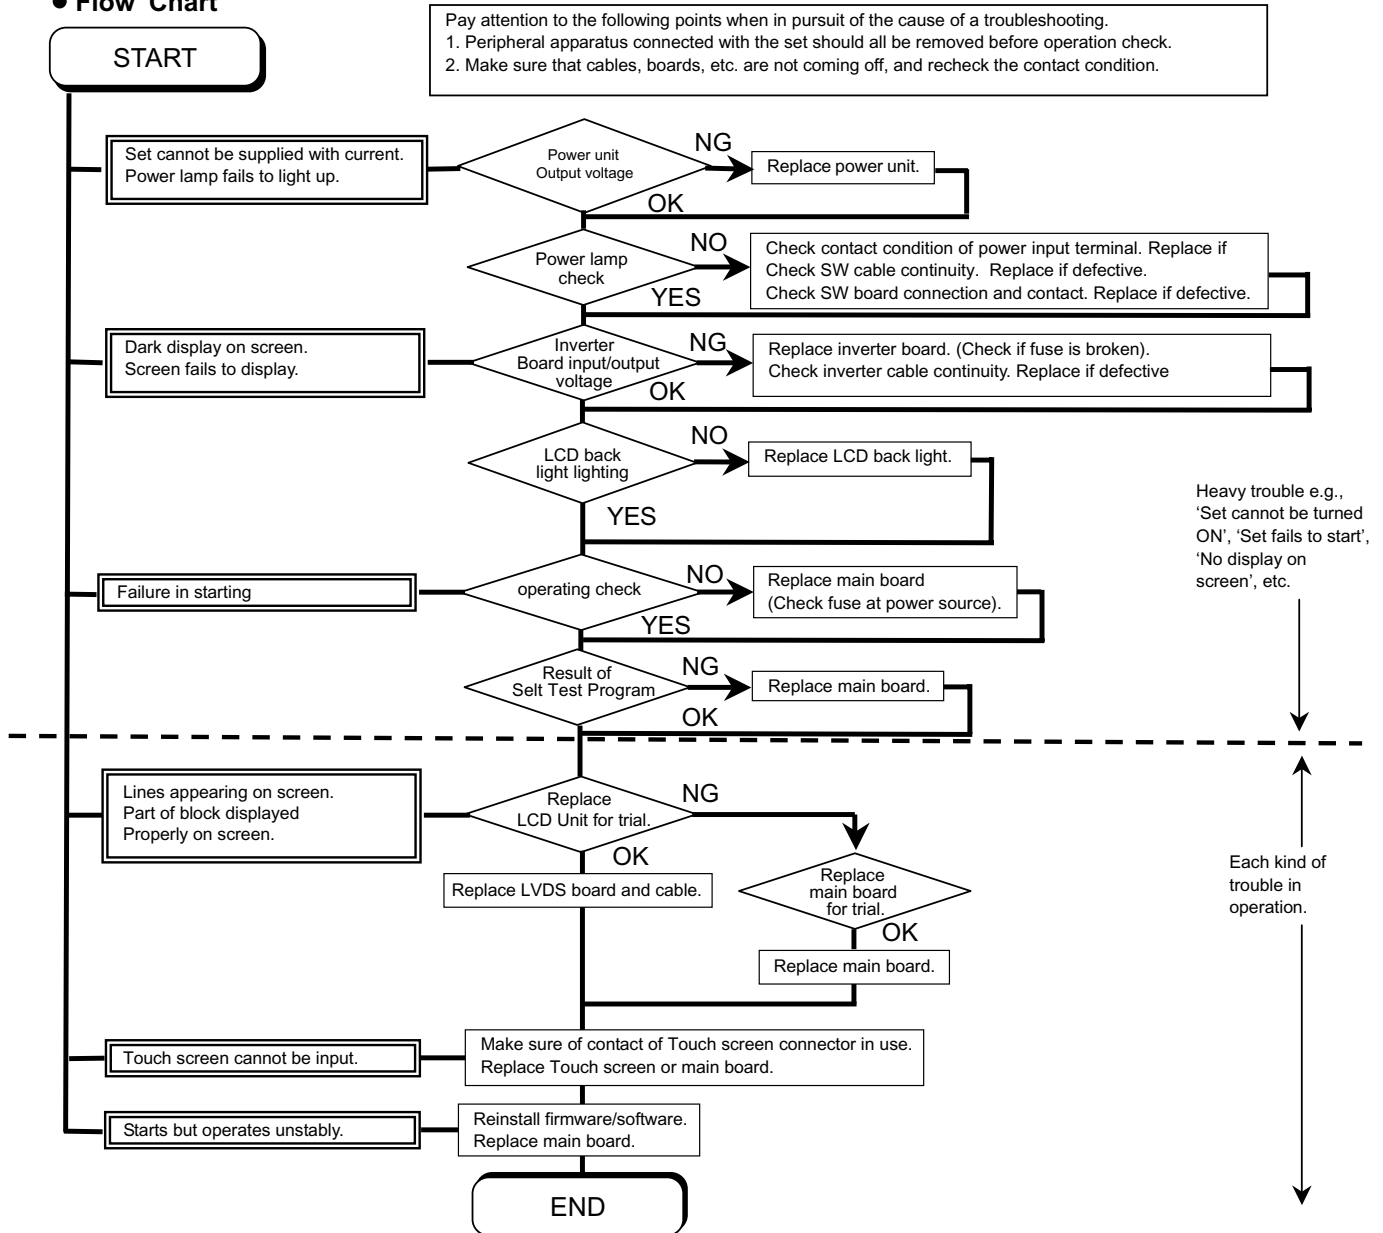 ● Flow Chart
Pay attention to the following points when in pursuit of the cause of a troubleshooting.
1. Peripheral apparatus connected with the set should all be removed before operation check.
2. Make sure that cables, boards, etc. are not coming off, and recheck the contact condition.
START
Set cannot be supplied with current.
Power lamp fails to light up.
Power unit
Output voltage
NG
Replace power unit.
OK
Power lamp
check
NO
Check contact condition of power input terminal. Replace if
Check SW cable continuity.  Replace if defective.
Check SW board connection and contact. Replace if defective.
YES
Dark display on screen.
Screen fails to display.
Inverter
Board input/output
voltage
NG
Replace inverter board. (Check if fuse is broken).
Check inverter cable continuity. Replace if defective
OK
LCD back
light lighting
NO
Replace LCD back light.
YES
Heavy trouble e.g.,
‘Set cannot be turned
ON’, ‘Set fails to start’,
‘No display on
screen’, etc.
Failure in starting
operating check
NO
Replace main board
(Check fuse at power source).
YES
Result of
Selt Test Program
NG
Replace main board.
OK
Lines appearing on screen.
Part of block displayed
Properly on screen.
Replace
LCD Unit for trial.
NG
OK
Replace LVDS board and cable.
Replace
main board
for trial.
OK
Replace main board.
Each kind of
trouble in
operation.
Touch screen cannot be input.
Make sure of contact of Touch screen connector in use.
Replace Touch screen or main board.
Starts but operates unstably.
Reinstall firmware/software.
Replace main board.
END